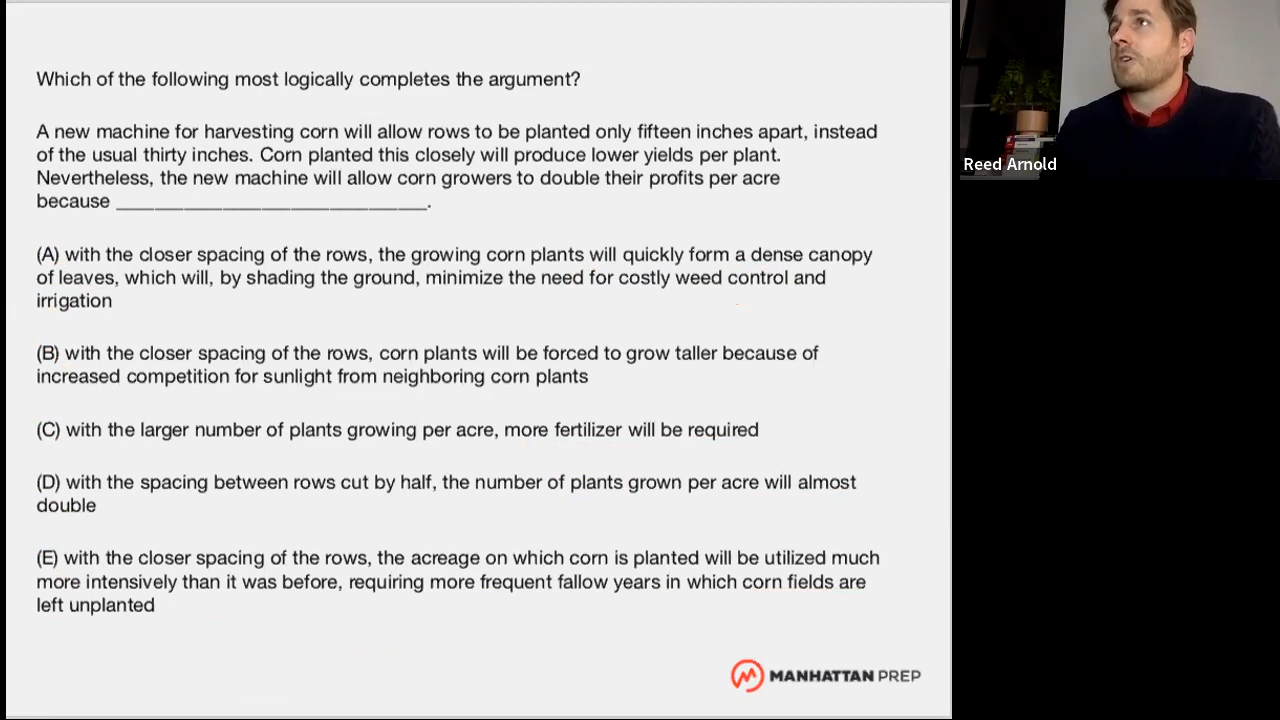 Which of the following most logically completes the argument?
A new machine for harvesting corn will allow rows to be planted only fifteen inches apart, instead
of the usual thirty inches. Corn planted this closely will produce lower yields per plant.
Nevertheless, the new machine will allow corn growers to double their profits per acre
because ______________________________.
(A) with the closer spacing of the rows, the growing corn plants will quickly form a dense canopy
of leaves, which will, by shading the ground, minimize the need for costly weed control and
irrigation
(B) with the closer spacing of the rows, corn plants will be forced to grow taller because of
increased competition for sunlight from neighboring corn plants
(C) with the larger number of plants growing per acre, more fertilizer will be required
(D) with the spacing between rows cut by half, the number of plants grown per acre will almost
double
(E) with the closer spacing of the rows, the acreage on which corn is planted will be utilized much
more intensively than it was before, requiring more frequent fallow years in which corn fields are
left unplanted
MANHATTAN PREP
Reed Arnold